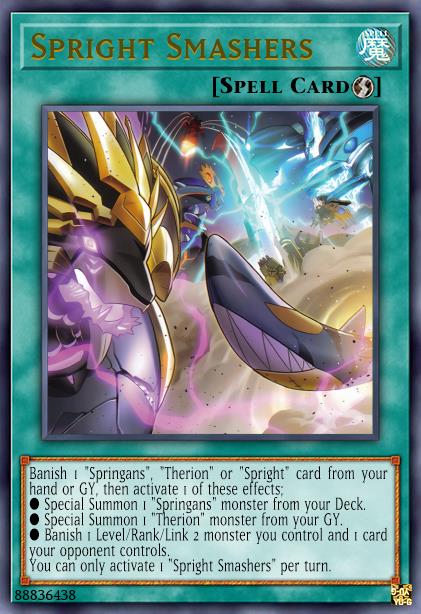 Spright Smashers
SPELL
魔
[Spell Card]
Banish 1 "Springans", "Therion" or "Spright" card from your
hand or GY, then activate 1 of these effects;
● Special Summon 1 "Springans" monster from your Deck.
● Special Summon 1 "Therion" monster from your GY.
● Banish 1 Level/Rank/Link 2 monster you control and 1 card
your opponent controls.
You can only activate 1 "Spright Smashers" per turn.
88836438